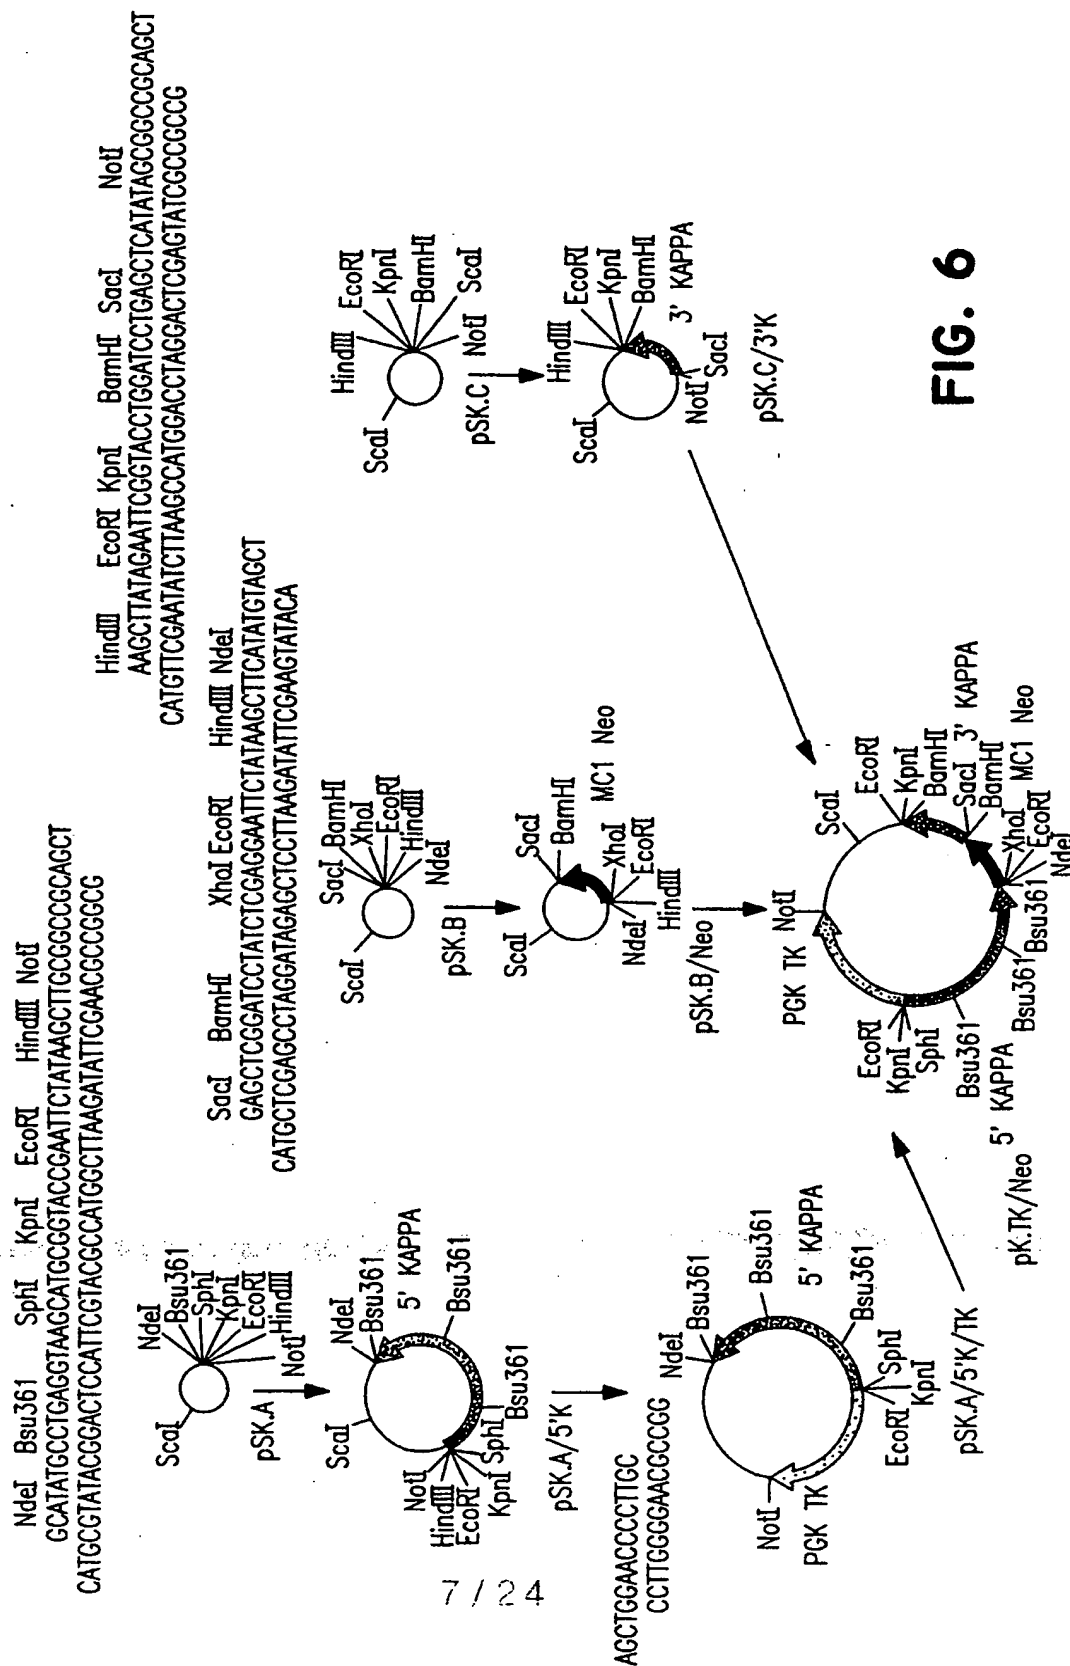 NdeI Bsu361 SphI KpnI EcoRI HindIII NotI
GCATATGCCTGAGGTAAGCATGCGGTACCGAATTCTATAAGCTTGCGGCCGCAGCT
CATGCGTATACGGACTCCATTCGTACGCCATGGCTTAAGATATTCGAACGCCGGCG
SacI BamHI XhoI EcoRI HindIII NdeI
GAGCTCGGATCCTATCTCGAGGAATTCTATAAGCTTCATATGTAGCT
CATGCTCGAGCCTAGGATAGAGCTCCTTAAGATATTCGAAGTATACA
HindIII EcoRI KpnI BamHI SacI NotI
AAGCTTATAGAATTCGGTACCTGGATCCTGAGCTCATATAGCGGCCGCAGCT
CATGTTCGAATATCTTAAGCCATGGACCTAGGACTCGAGTATCGCCGGCG
ScaI
NdeI
Bsu361
SphI
KpnI
EcoRI
HindIII
NotI
pSK.A
ScaI
NdeI
Bsu361
5' KAPPA
Bsu361
Bsu361
SphI
KpnI
EcoRI
HindIII
NotI
pSK.A/5'K
AGCTGGAACCCCTTGC
CCTTGGGGAACGCCGG
NdeI
Bsu361
Bsu361
5' KAPPA
Bsu361
SphI
KpnI
EcoRI
NotI
PGK TK
pSK.A/5'K/TK
ScaI
SacI
BamHI
XhoI
EcoRI
HindIII
NdeI
pSK.B
ScaI
SacI
BamHI
MC1 Neo
XhoI
EcoRI
HindIII
NdeI
pSK.B/Neo
ScaI
HindIII
EcoRI
KpnI
BamHI
ScaI
NotI
pSK.C
ScaI
HindIII
EcoRI
KpnI
BamHI
3' KAPPA
SacI
NotI
pSK.C/3'K
PGK TK
NotI
ScaI
EcoRI
KpnI
BamHI
SacI 3' KAPPA
BamHI
MC1 Neo
XhoI
EcoRI
NdeI
Bsu361
Bsu361
Bsu361
5' KAPPA
SphI
KpnI
EcoRI
pK.TK/Neo
FIG. 6
7/24